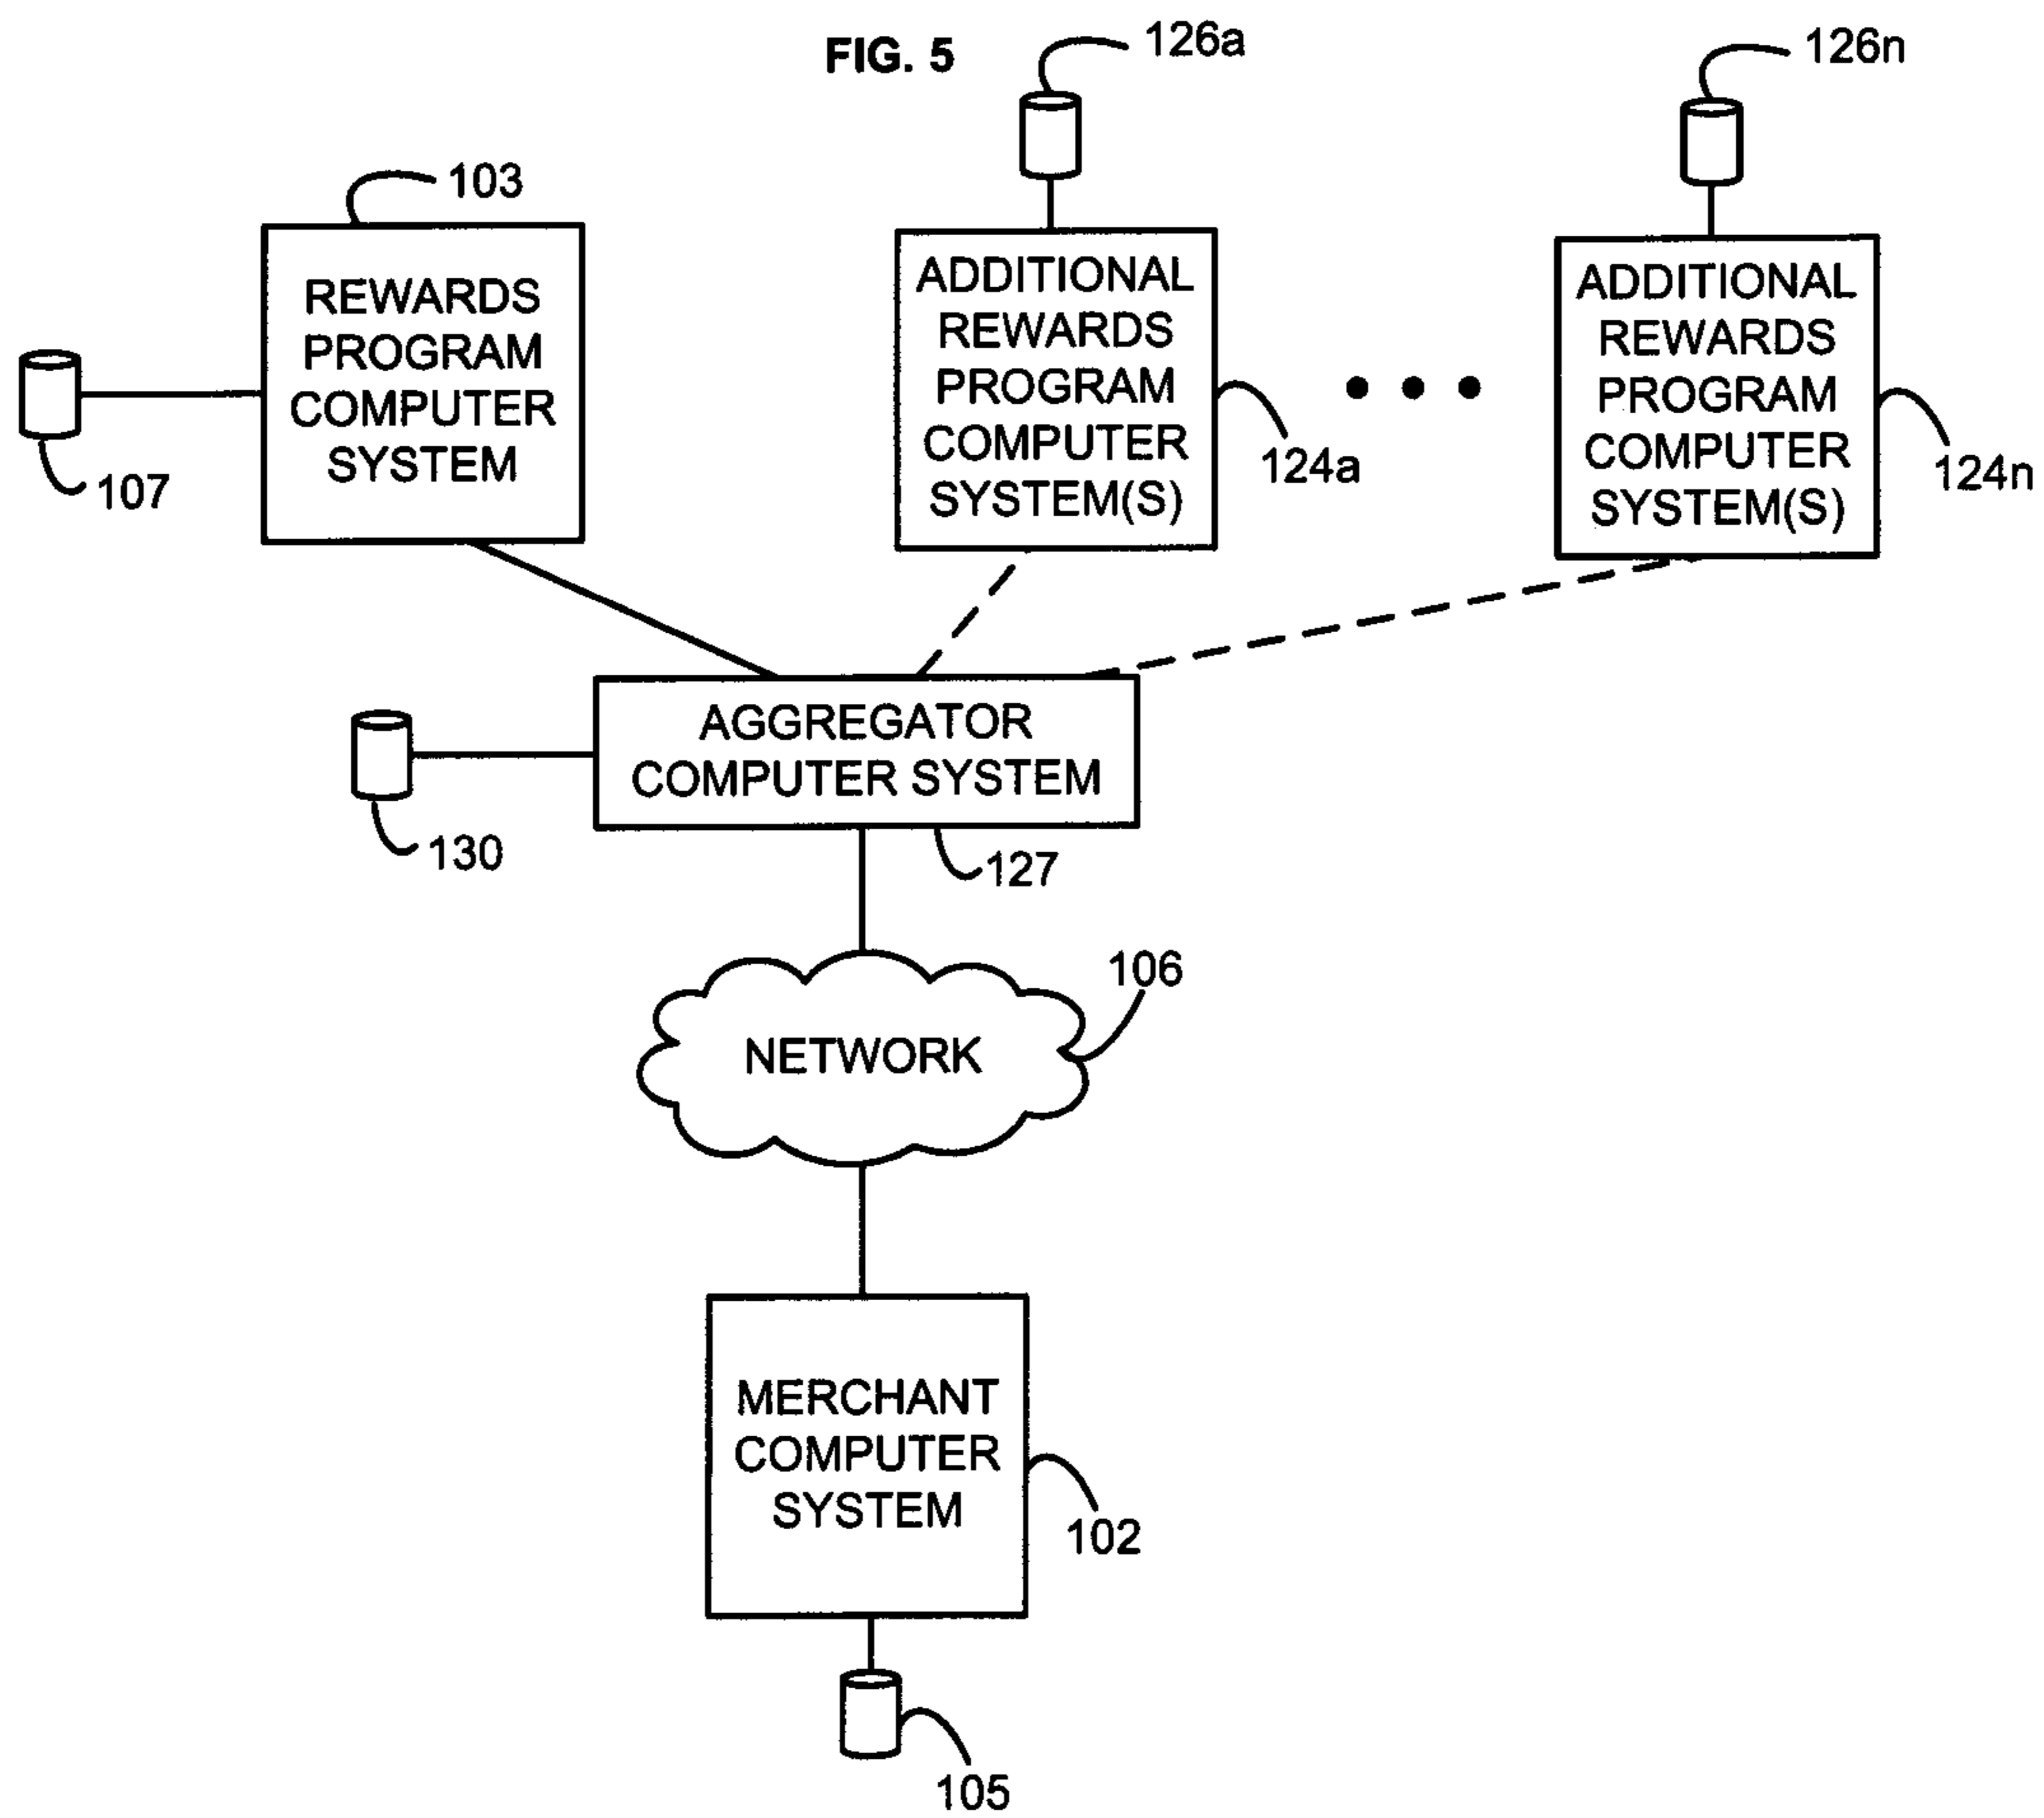 FIG. 5
126a
126n
103
REWARDS
PROGRAM
COMPUTER
SYSTEM
107
ADDITIONAL
REWARDS
PROGRAM
COMPUTER
SYSTEM(S)
124a
ADDITIONAL
REWARDS
PROGRAM
COMPUTER
SYSTEM(S)
124n
AGGREGATOR
COMPUTER SYSTEM
130
127
106
NETWORK
MERCHANT
COMPUTER
SYSTEM
102
105